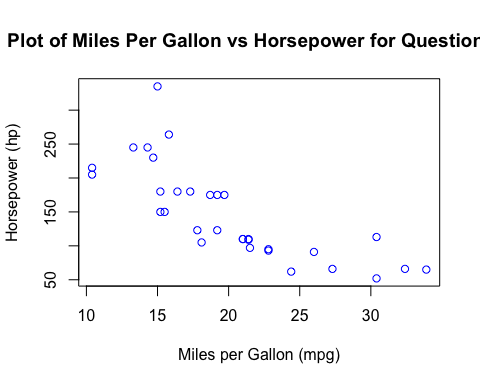 Plot of Miles Per Gallon vs Horsepower for Question
Horsepower (hp)
250
150
50
10 15 20 25 30
Miles per Gallon (mpg)